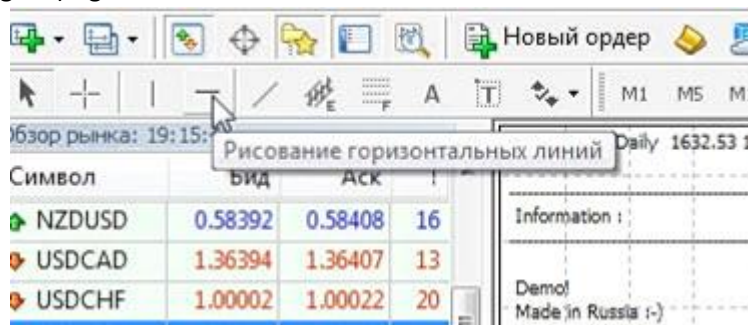 Новый ордер
E F A T M1 M5 M
Обзор рынка: 19:15:
Рисование горизонтальных линий
Символ Бид Аск !
NZDUSD 0.58392 0.58408 16
USDCAD 1.36394 1.36407 13
USDCHF 1.00002 1.00022 20
Daily 1632.53 1
Information :
Demo!
Made in Russia :-)